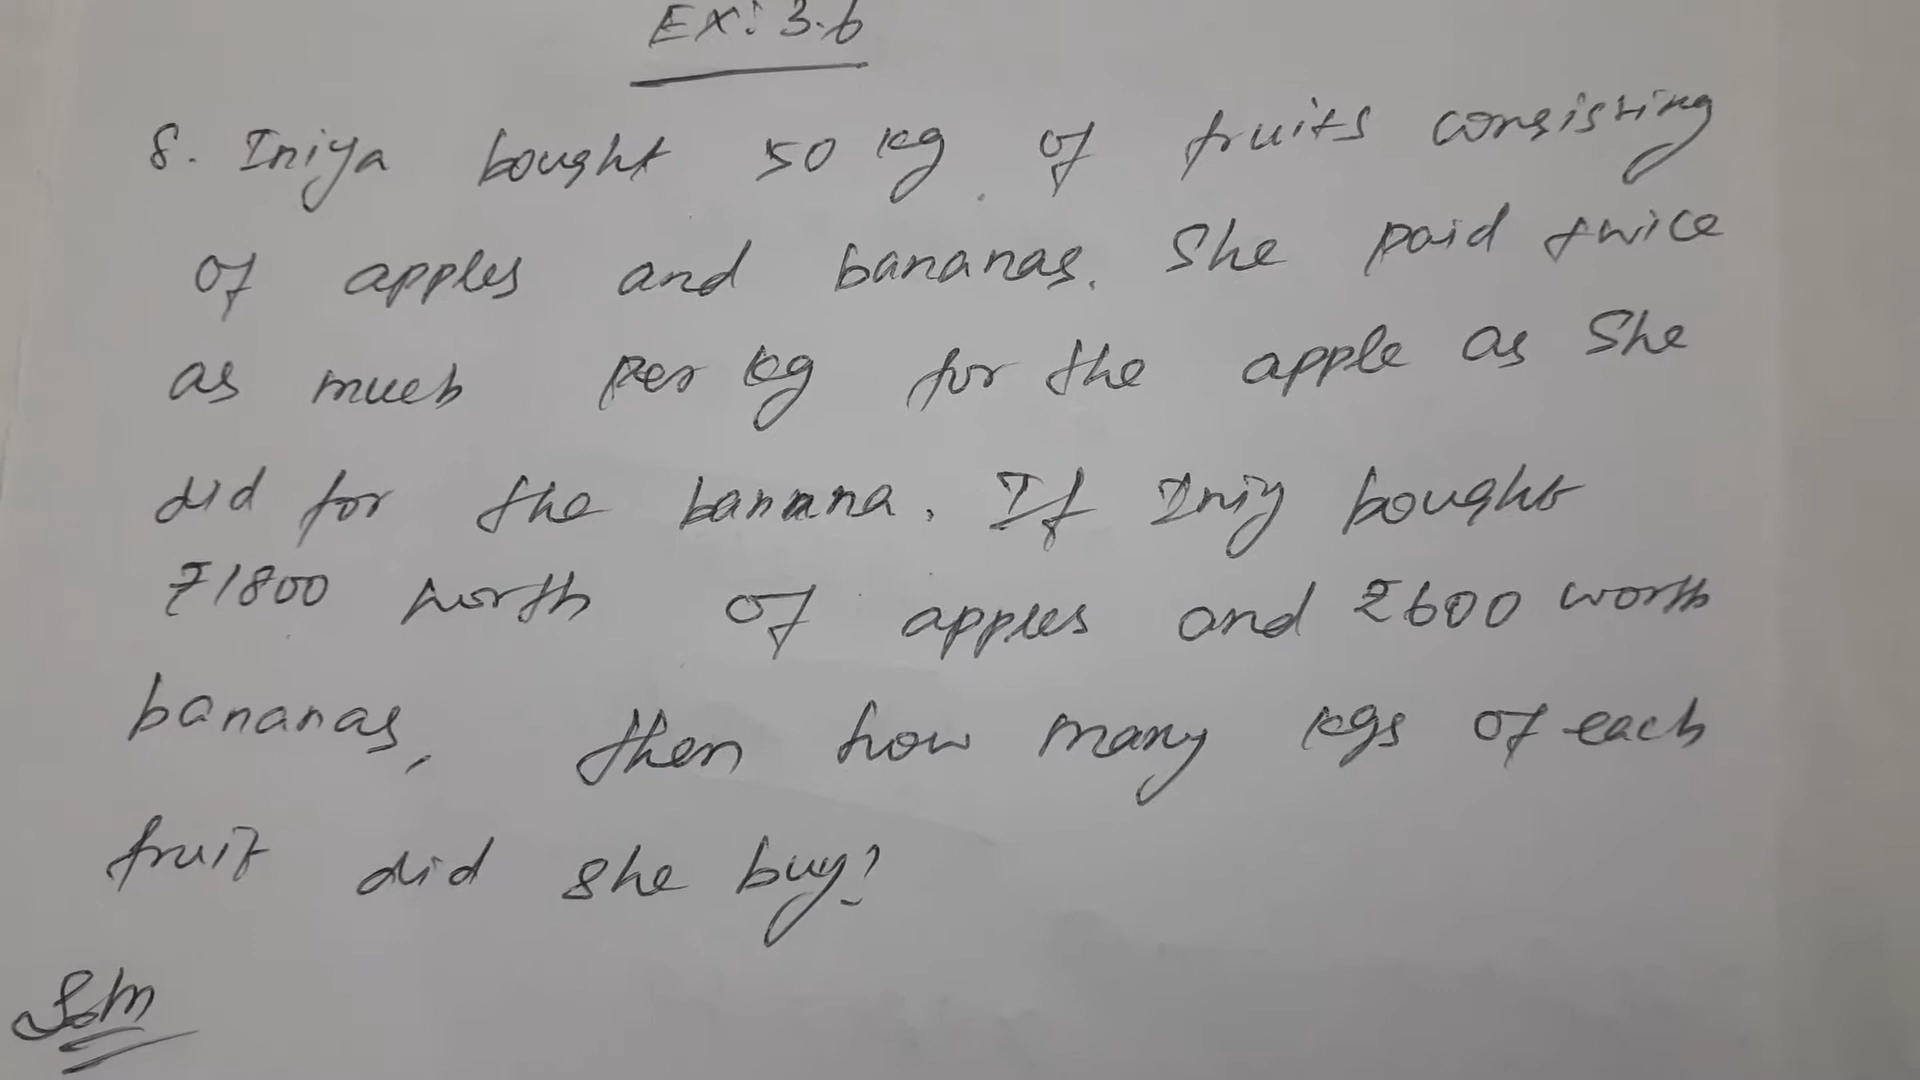 Ex: 3.6
8. Iniya bought 50 kg of fruits consisting
of apples and bananas. She paid twice
as much per kg for the apple as She
did for the banana. If Iniy bought
₹1800 worth of apples and ₹600 worth
bananas, then how many kgs of each
fruit did she buy?
Soln